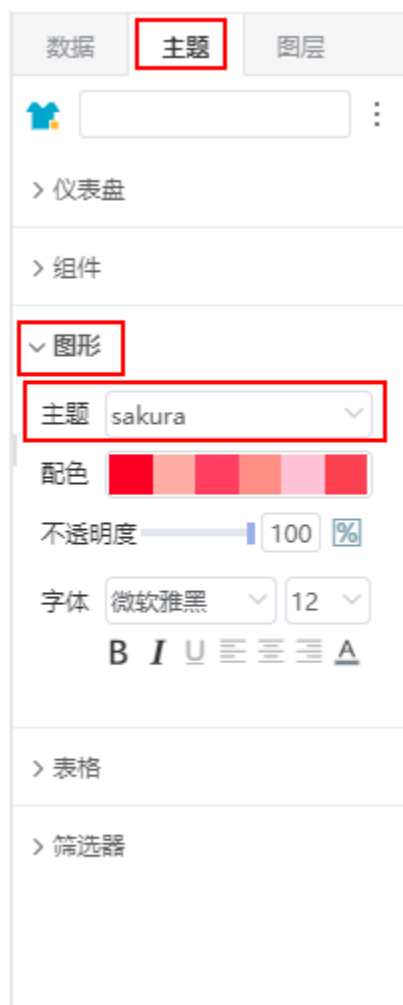 数据 主题 图层
仪表盘
组件
图形
主题 sakura
配色
不透明度 100 %
字体 微软雅黑 12
B I U A
表格
筛选器